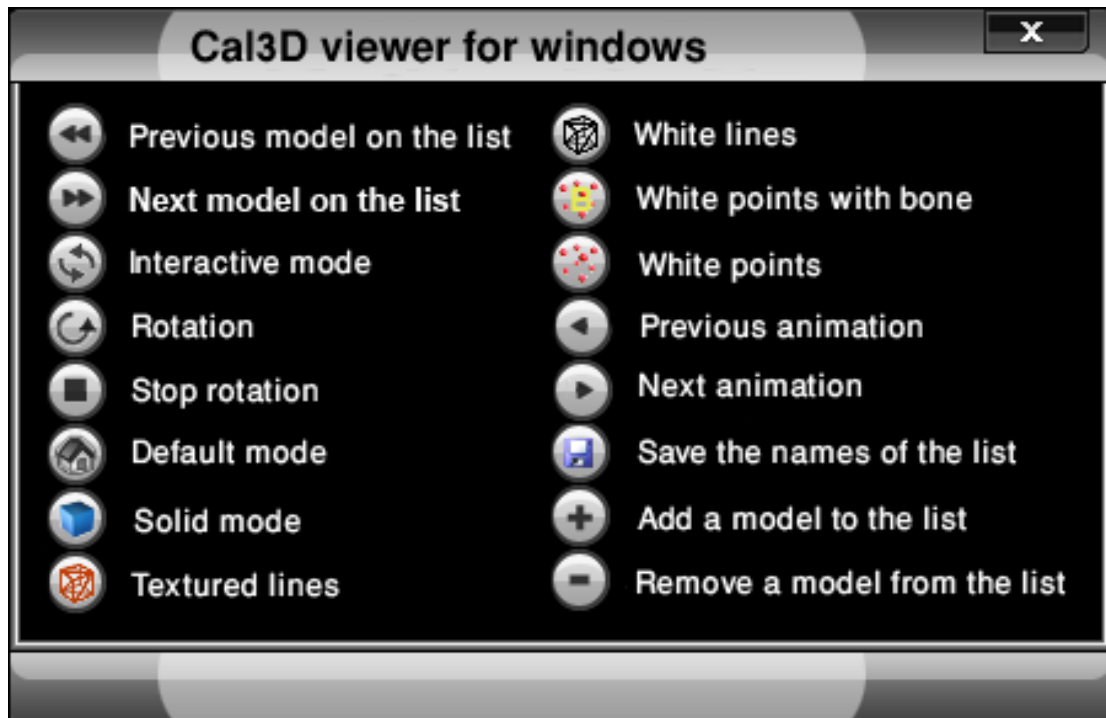 Cal3D viewer for windows
X
Previous model on the list
Next model on the list
Interactive mode
Rotation
Stop rotation
Default mode
Solid mode
Textured lines
White lines
B
White points with bone
White points
Previous animation
Next animation
Save the names of the list
Add a model to the list
Remove a model from the list